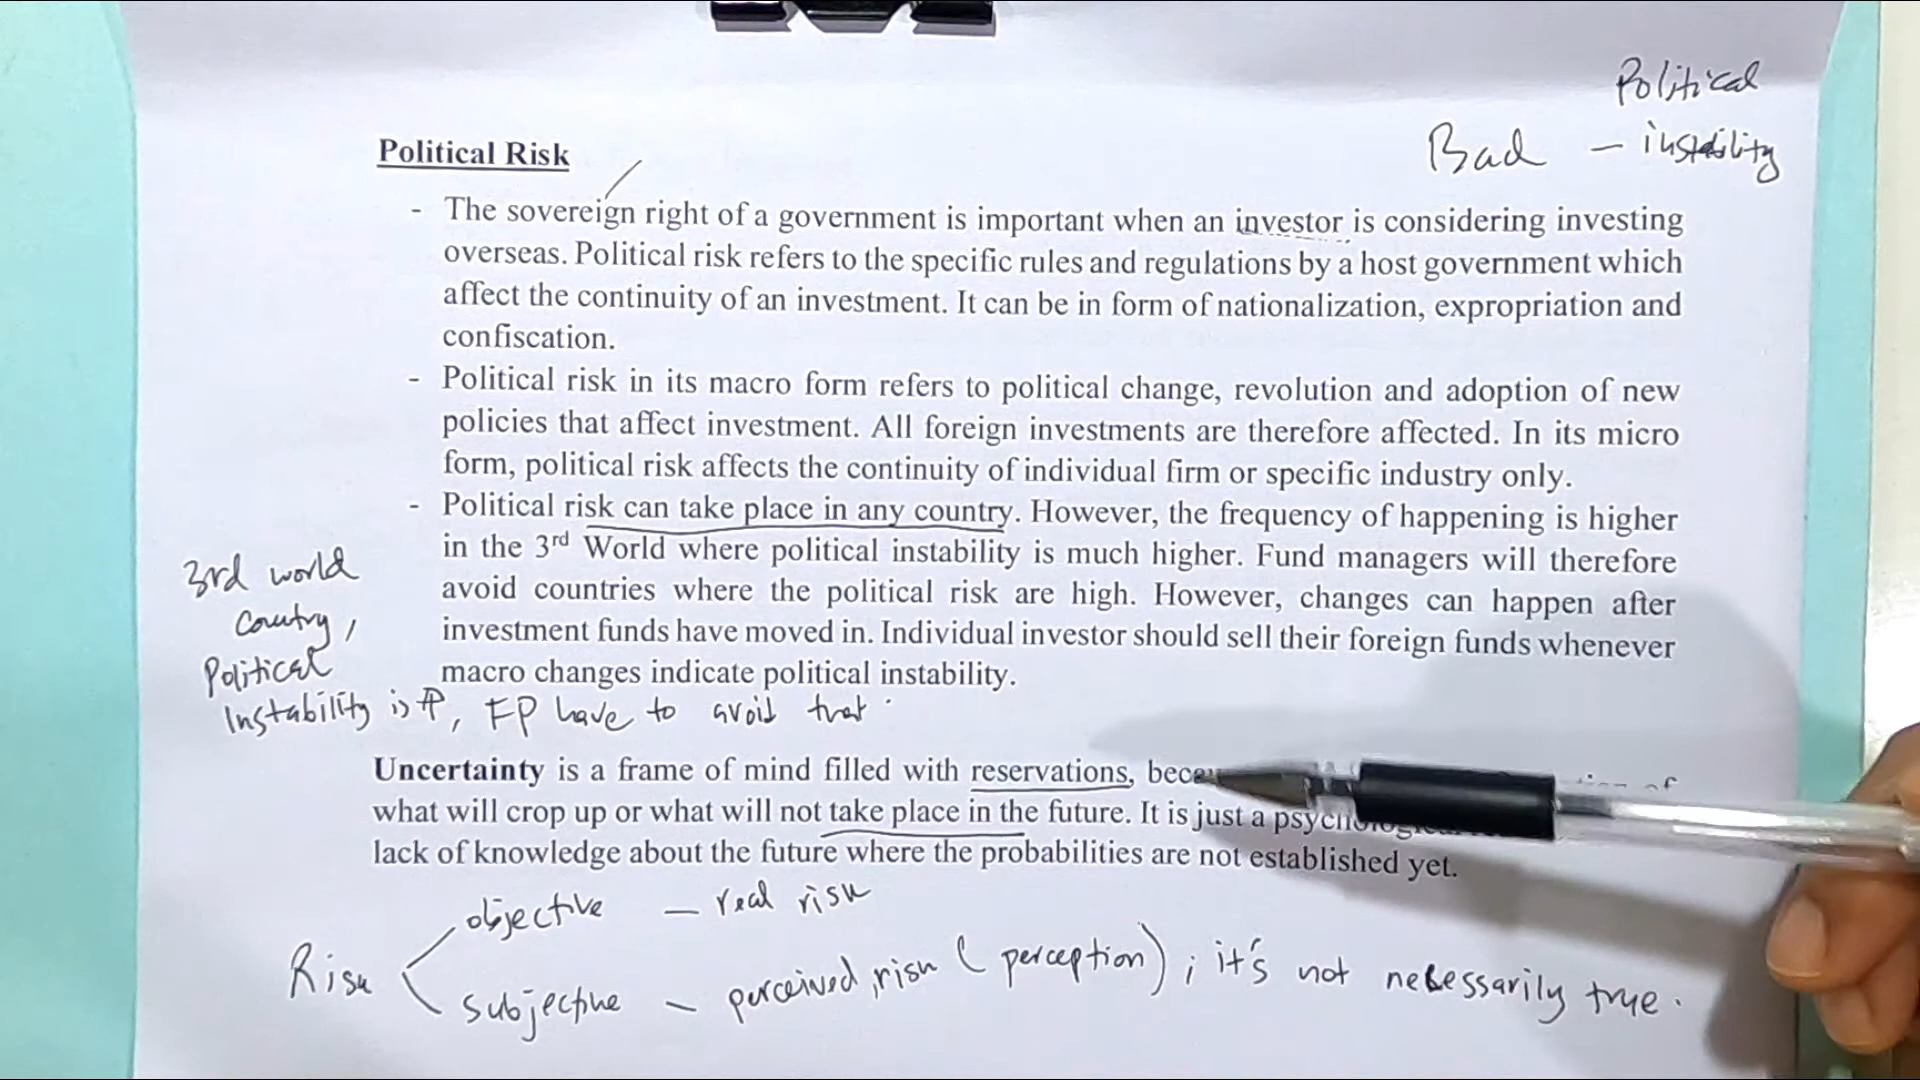 Political
Bad - instability
Political Risk
- The sovereign right of a government is important when an investor is considering investing
overseas. Political risk refers to the specific rules and regulations by a host government which
affect the continuity of an investment. It can be in form of nationalization, expropriation and
confiscation.
- Political risk in its macro form refers to political change, revolution and adoption of new
policies that affect investment. All foreign investments are therefore affected. In its micro
form, political risk affects the continuity of individual firm or specific industry only.
- Political risk can take place in any country. However, the frequency of happening is higher
in the 3rd World where political instability is much higher. Fund managers will therefore
avoid countries where the political risk are high. However, changes can happen after
investment funds have moved in. Individual investor should sell their foreign funds whenever
macro changes indicate political instability.
3rd world
country,
Political
Instability is ↑, FP have to avoid that.
Uncertainty is a frame of mind filled with reservations, of
what will crop up or what will not take place in the future. It is just a
lack of knowledge about the future where the probabilities are not established yet.
objective - real risk
Risk
subjective - perceived risk (perception); it's not necessarily true.